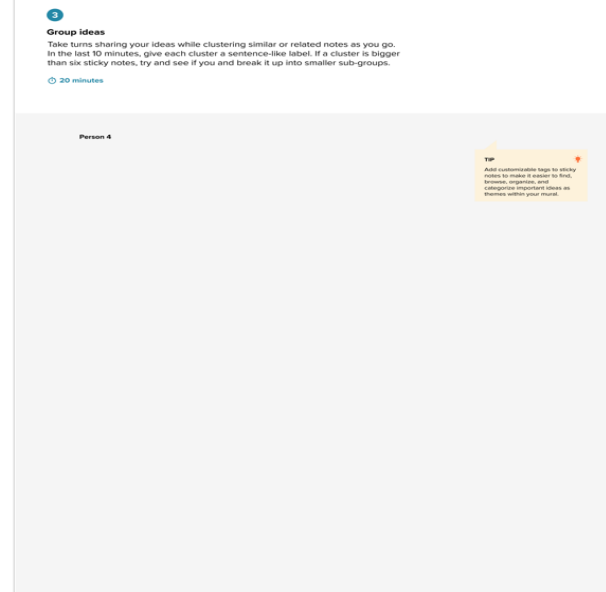 3
Group ideas
Take turns sharing your ideas while clustering similar or related notes as you go.
In the last 10 minutes, give each cluster a sentence-like label. If a cluster is bigger
than six sticky notes, try and see if you and break it up into smaller sub-groups.
20 minutes
Person 4
TIP
Add customizable tags to sticky
notes to make it easier to find,
browse, organize, and
categorize important ideas as
themes within your mural.